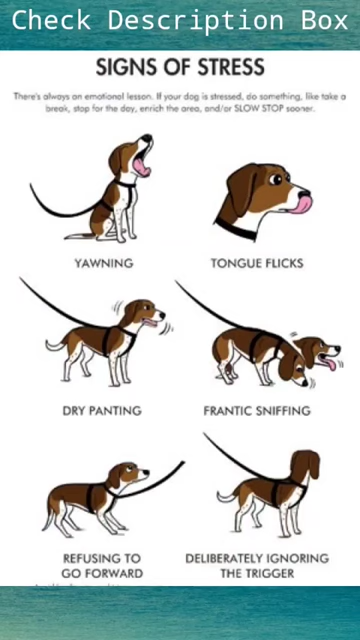 Check Description Box
SIGNS OF STRESS
There's always an emotional lesson. If your dog is stressed, do something, like take a
break, stop for the day, enrich the area, and/or SLOW STOP sooner.
YAWNING
TONGUE FLICKS
DRY PANTING
FRANTIC SNIFFING
REFUSING TO
GO FORWARD
DELIBERATELY IGNORING
THE TRIGGER